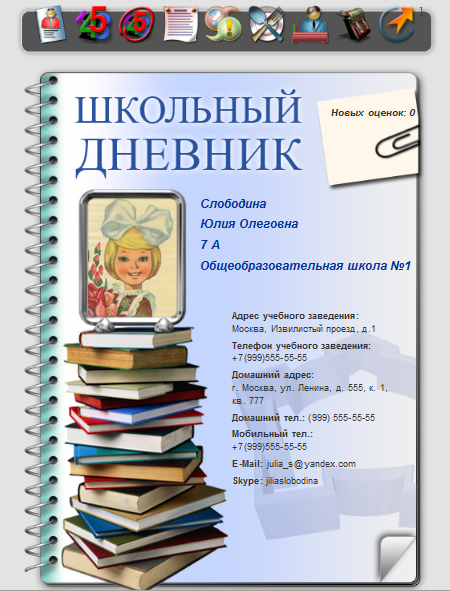 ШКОЛЬНЫЙ
ДНЕВНИК
Новых оценок: 0
Слободина
Юлия Олеговна
7 А
Общеобразовательная школа №1
Адрес учебного заведения:
Москва, Извилистый проезд, д.1
Телефон учебного заведения:
+7(999)555-55-55
Домашний адрес:
г. Москва, ул. Ленина, д. 555, к. 1,
кв. 777
Домашний тел.: (999) 555-55-55
Мобильный тел.:
+7(999)555-55-55
E-Mail: julia_s@yandex.com
Skype: jiliaslobodina